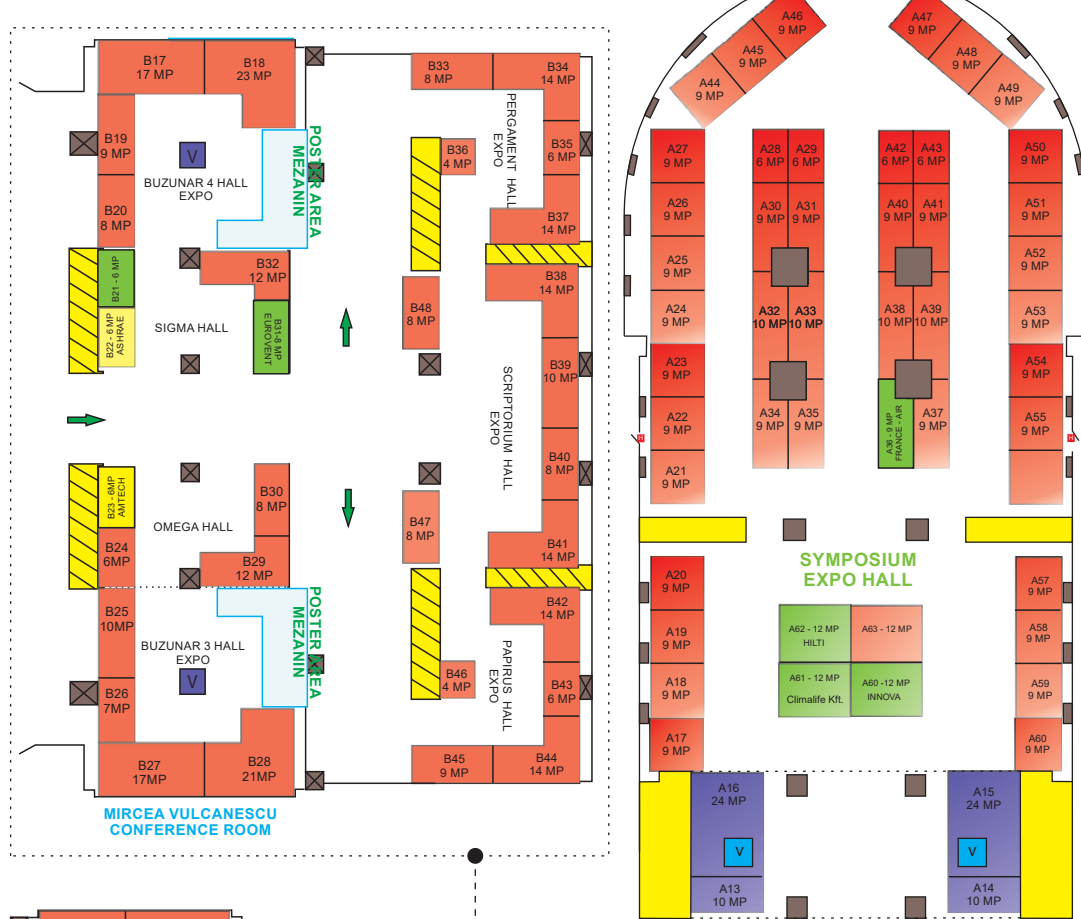 B17
17 MP
B18
23 MP
B19
9 MP
B20
8 MP
V
BUZUNAR 4 HALL
EXPO
POSTER AREA
MEZANIN
B21 - 6 MP
B22 - 6 MP
ASHRAE
B32
12 MP
SIGMA HALL
B31-8 MP
EUROVENT
B23 - 6MP
AMTECH
B24
6MP
OMEGA HALL
B30
8 MP
B29
12 MP
B25
10MP
BUZUNAR 3 HALL
EXPO
V
POSTER AREA
MEZANIN
B26
7MP
B27
17MP
B28
21MP
MIRCEA VULCANESCU
CONFERENCE ROOM
B33
8 MP
B34
14 MP
B36
4 MP
PERGAMENT HALL
EXPO
B35
6 MP
B37
14 MP
B38
14 MP
B48
8 MP
B39
10 MP
SCRIPTORIUM HALL
EXPO
B40
8 MP
B47
8 MP
B41
14 MP
B42
14 MP
B46
4 MP
PAPIRUS HALL
EXPO
B43
6 MP
B45
9 MP
B44
14 MP
A46
9 MP
A45
9 MP
A44
9 MP
A47
9 MP
A48
9 MP
A49
9 MP
A27
9 MP
A26
9 MP
A25
9 MP
A24
9 MP
A23
9 MP
A22
9 MP
A21
9 MP
A28
6 MP
A29
6 MP
A30
9 MP
A31
9 MP
A32
10 MP
A33
10 MP
A34
9 MP
A35
9 MP
A42
6 MP
A43
6 MP
A40
9 MP
A41
9 MP
A38
10 MP
A39
10 MP
A36 - 9 MP
FRANCE - AIR
A37
9 MP
A50
9 MP
A51
9 MP
A52
9 MP
A53
9 MP
A54
9 MP
A55
9 MP
H
H
SYMPOSIUM
EXPO HALL
A20
9 MP
A19
9 MP
A18
9 MP
A17
9 MP
A62 - 12 MP
HILTI
A63 - 12 MP
A61 - 12 MP
Climalife Kft.
A60 -12 MP
INNOVA
A57
9 MP
A58
9 MP
A59
9 MP
A60
9 MP
A16
24 MP
V
A13
10 MP
A15
24 MP
V
A14
10 MP